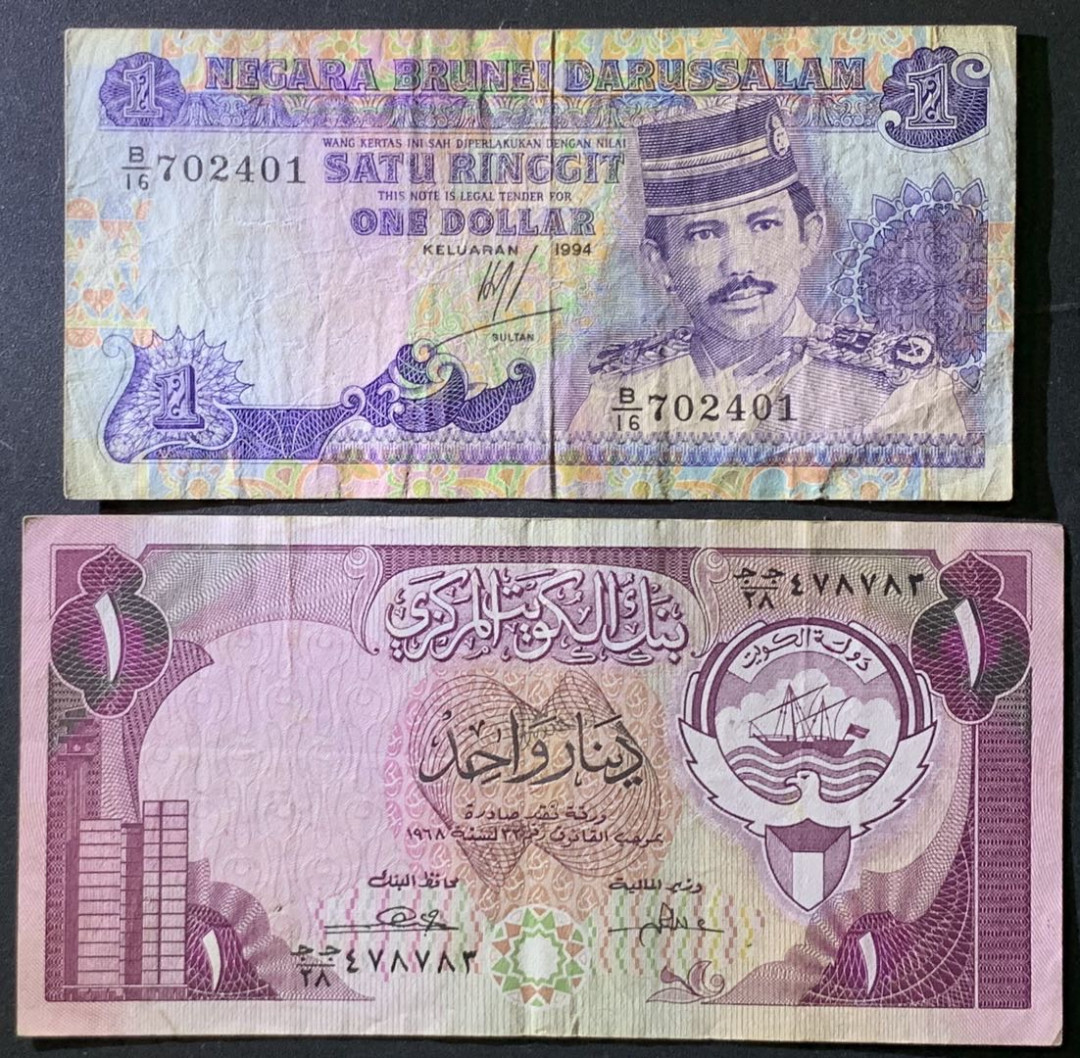 1 NEGARA BRUNEI DARUSSALAM 1
B/16 702401
WANG KERTAS INI SAH DIPERLAKUKAN DENGAN NILAI
SATU RINGGIT
THIS NOTE IS LEGAL TENDER FOR
ONE DOLLAR
KELUARAN 1994
SULTAN
1
B/16 702401
١ بنك الكويت المركزي ١
ج‍ج‍/٢٨ ٤٧٨٧٨٣
دولة الكويت
دينار واحد
ورقة نقد صادرة
بموجب القانون رقم ٣٢ لسنة ١٩٦٨
محافظ البنك
وزير المالية
١
١
ج‍ج‍/٢٨ ٤٧٨٧٨٣